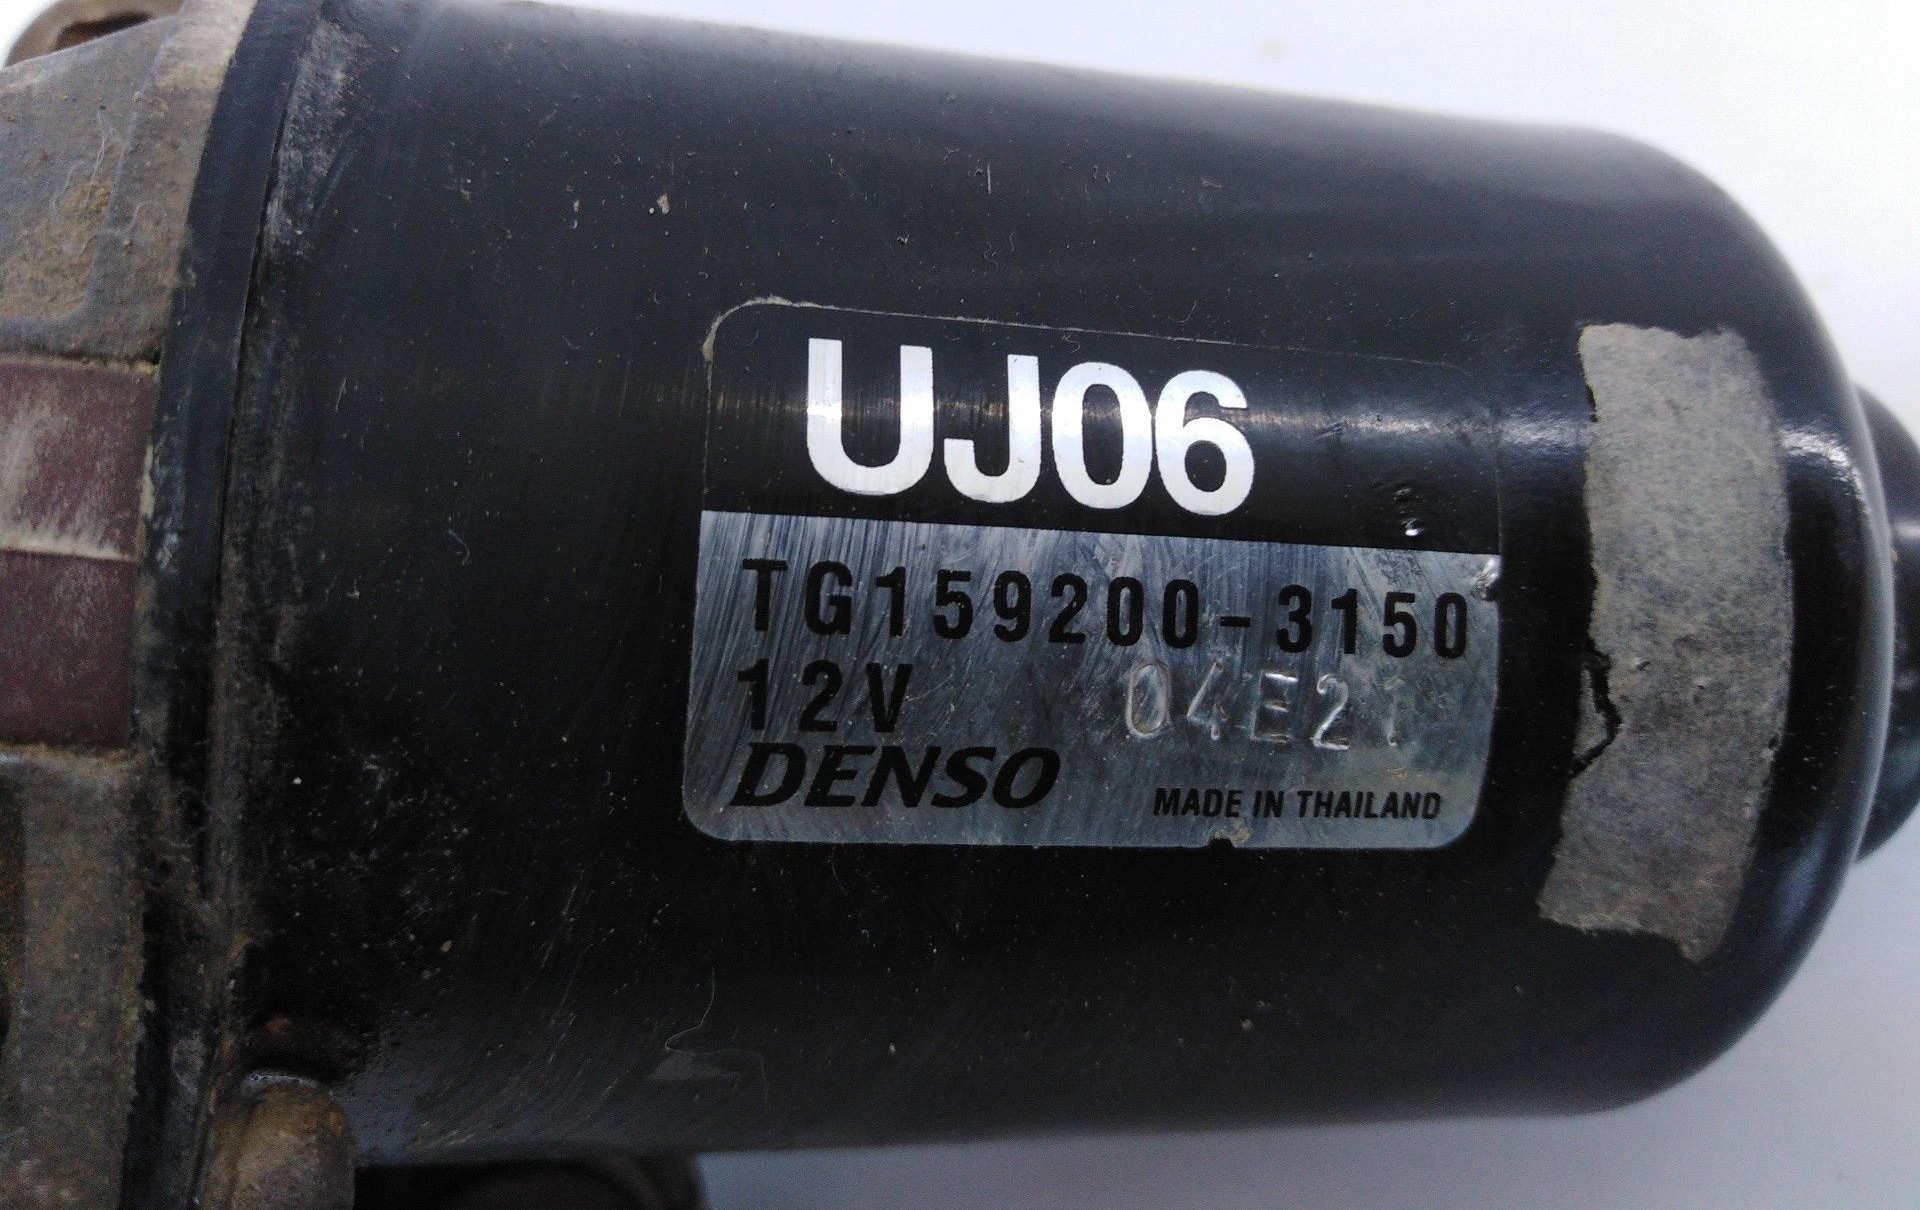 UJ06
TG159200-3150
12V 04E21
DENSO
MADE IN THAILAND